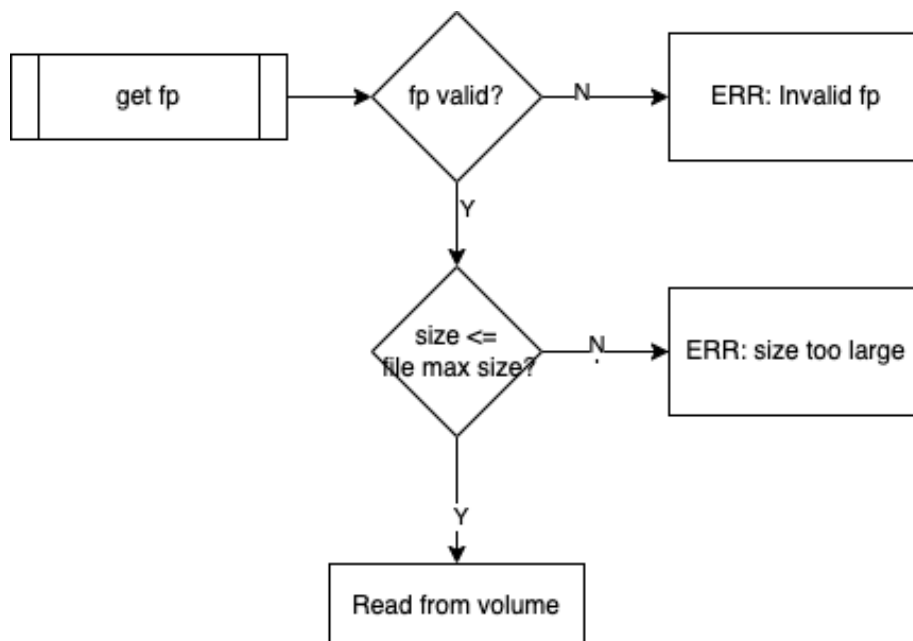 get fp
fp valid?
N
ERR: Invalid fp
Y
size <=
file max size?
N
ERR: size too large
Y
Read from volume